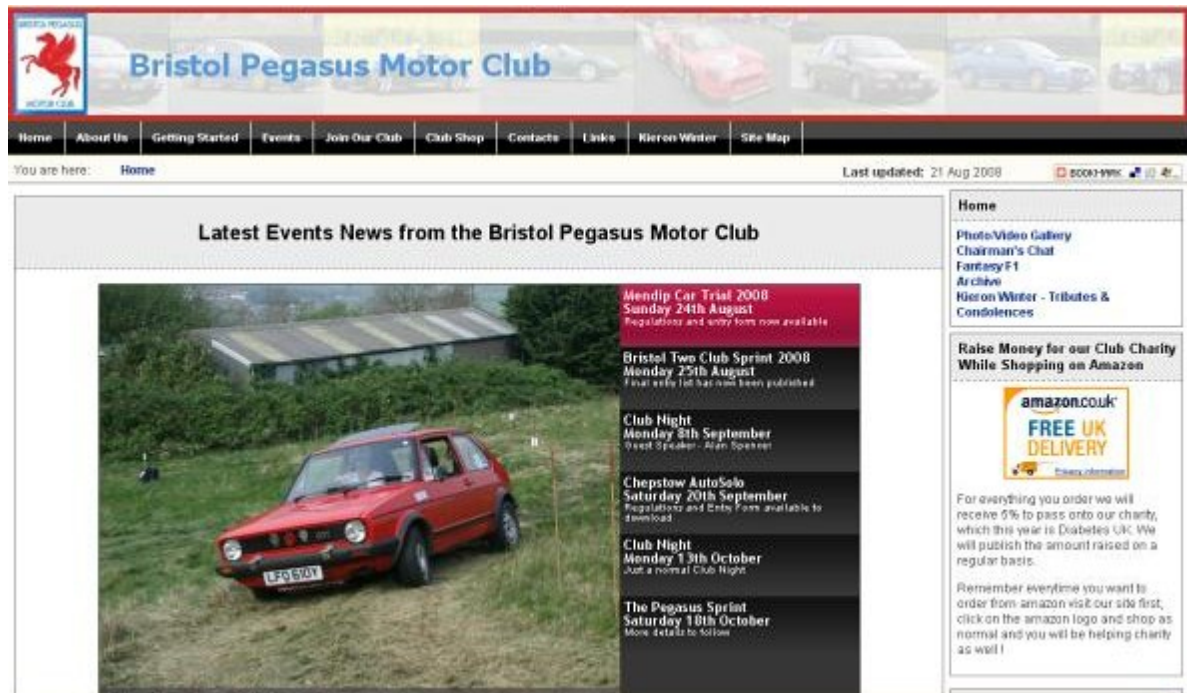 BRISTOL PEGASUS
MOTOR CLUB
Bristol Pegasus Motor Club
Home
About Us
Getting Started
Events
Join Our Club
Club Shop
Contacts
Links
Kieron Winter
Site Map
You are here: Home
Last updated: 21 Aug 2008
BOOKMARK
Latest Events News from the Bristol Pegasus Motor Club
Mendip Car Trial 2008
Sunday 24th August
Regulations and entry form now available
Bristol Two Club Sprint 2008
Monday 25th August
Final entry list has now been published
Club Night
Monday 8th September
Guest Speaker - Alan Spencer
Chepstow AutoSolo
Saturday 20th September
Regulations and Entry Form available to
download
Club Night
Monday 13th October
Just a normal Club Night
The Pegasus Sprint
Saturday 18th October
More details to follow
LFO 610Y
Home
Photo/Video Gallery
Chairman's Chat
Fantasy F1
Archive
Kieron Winter - Tributes &
Condolences
Raise Money for our Club Charity
While Shopping on Amazon
amazon.co.uk
FREE UK
DELIVERY
Privacy Information
For everything you order we will
receive 5% to pass onto our charity,
which this year is Diabetes UK. We
will publish the amount raised on a
regular basis.
Remember everytime you want to
order from amazon visit our site first,
click on the amazon logo and shop as
normal and you will be helping charity
as well !